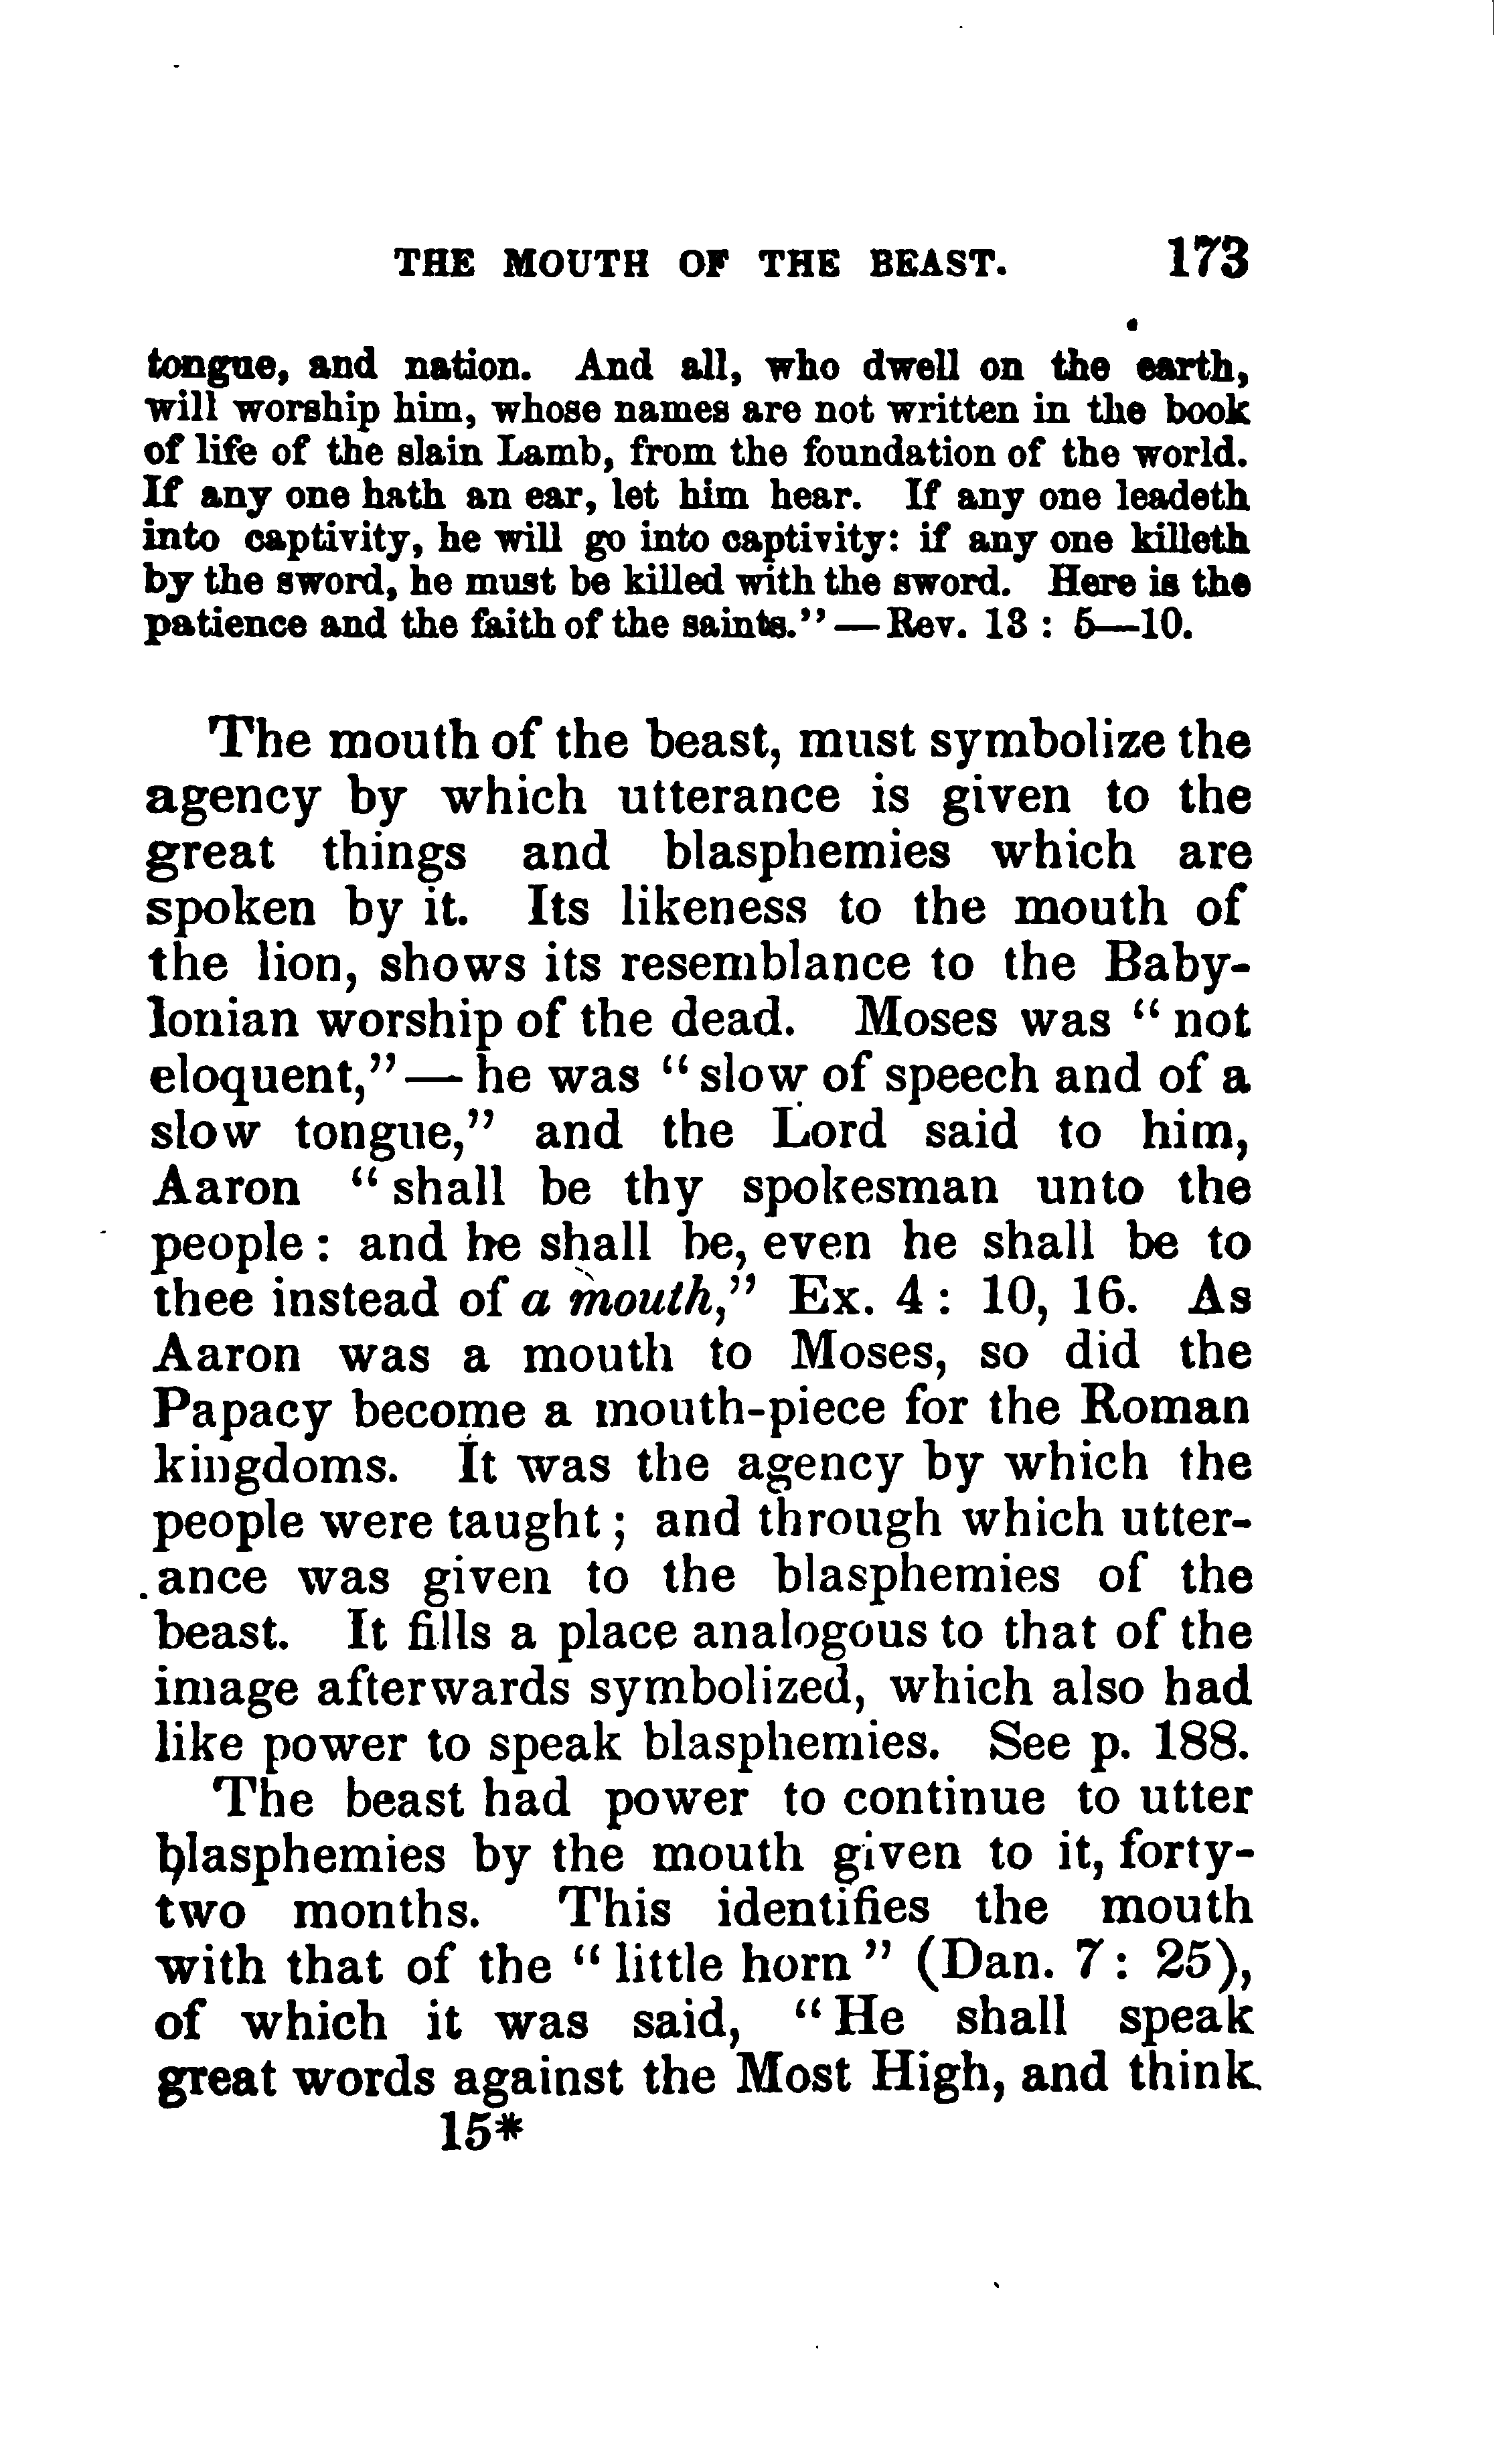 THE MOUTH OF THE BEAST. 173
tongue, and nation. And all, who dwell on the earth,
will worship him, whose names are not written in the book
of life of the slain Lamb, from the foundation of the world.
If any one hath an ear, let him hear. If any one leadeth
into captivity, he will go into captivity: if any one killeth
by the sword, he must be killed with the sword. Here is the
patience and the faith of the saints."—Rev. 13 : 5—10.
The mouth of the beast, must symbolize the
agency by which utterance is given to the
great things and blasphemies which are
spoken by it. Its likeness to the mouth of
the lion, shows its resemblance to the Baby-
lonian worship of the dead. Moses was "not
eloquent,"—he was "slow of speech and of a
slow tongue," and the Lord said to him,
Aaron "shall be thy spokesman unto the
people: and he shall be, even he shall be to
thee instead of a mouth," Ex. 4: 10, 16. As
Aaron was a mouth to Moses, so did the
Papacy become a mouth-piece for the Roman
kingdoms. It was the agency by which the
people were taught; and through which utter-
ance was given to the blasphemies of the
beast. It fills a place analogous to that of the
image afterwards symbolized, which also had
like power to speak blasphemies. See p. 188.
The beast had power to continue to utter
blasphemies by the mouth given to it, forty-
two months. This identifies the mouth
with that of the "little horn" (Dan. 7: 25),
of which it was said, "He shall speak
great words against the Most High, and think
15*